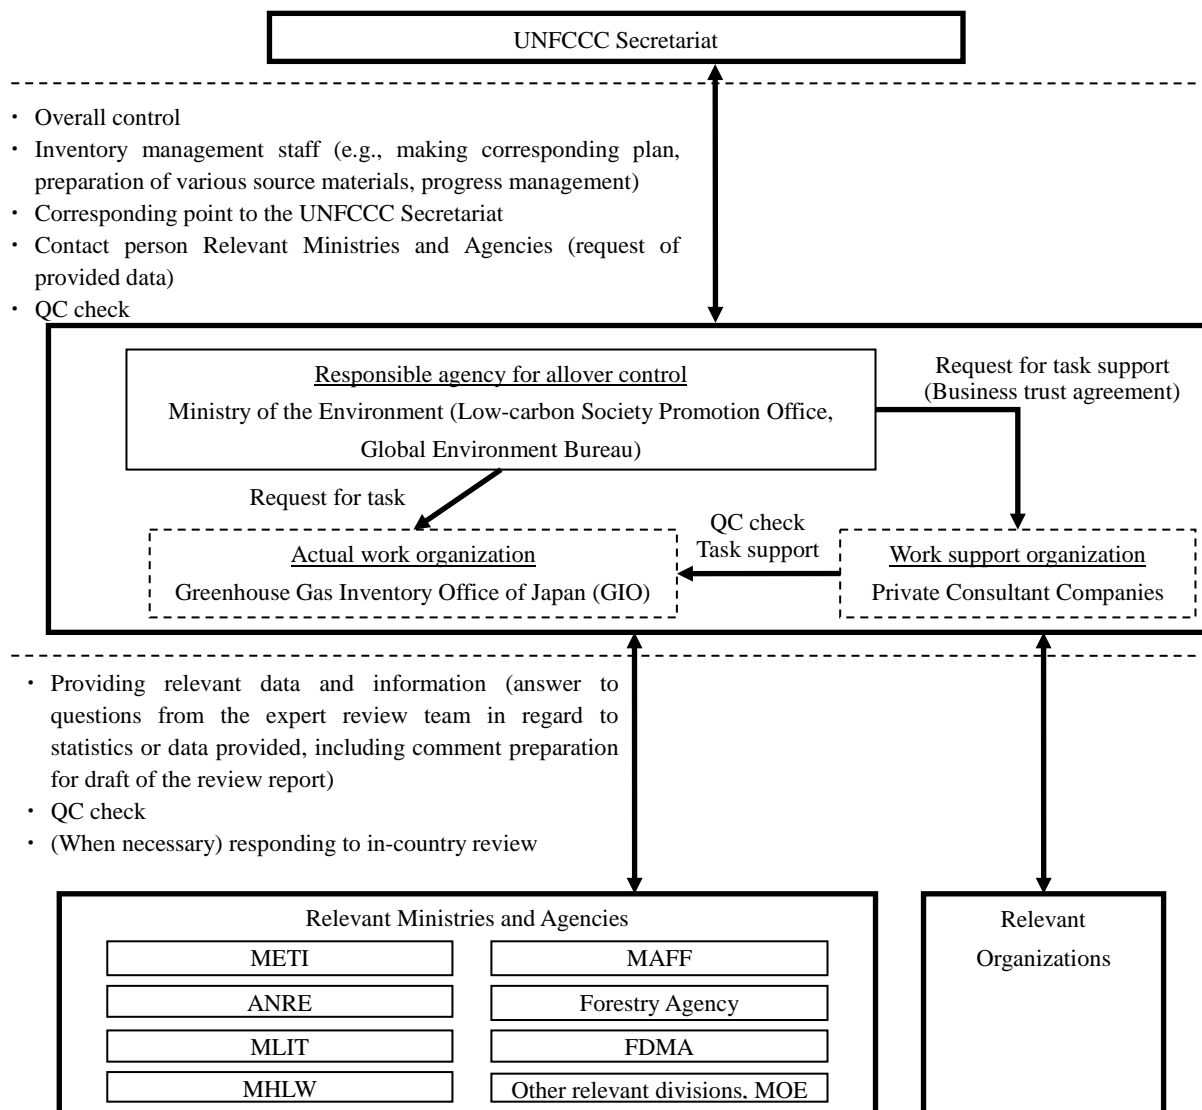 UNFCCC Secretariat
・ Overall control
・ Inventory management staff (e.g., making corresponding plan,
preparation of various source materials, progress management)
・ Corresponding point to the UNFCCC Secretariat
・ Contact person Relevant Ministries and Agencies (request of
provided data)
・ QC check
Responsible agency for allover control
Ministry of the Environment (Low-carbon Society Promotion Office,
Global Environment Bureau)
Request for task support
(Business trust agreement)
Request for task
QC check
Task support
Actual work organization
Greenhouse Gas Inventory Office of Japan (GIO)
Work support organization
Private Consultant Companies
・ Providing relevant data and information (answer to
questions from the expert review team in regard to
statistics or data provided, including comment preparation
for draft of the review report)
・ QC check
・ (When necessary) responding to in-country review
Relevant Ministries and Agencies
METI
MAFF
ANRE
Forestry Agency
MLIT
FDMA
MHLW
Other relevant divisions, MOE
Relevant
Organizations